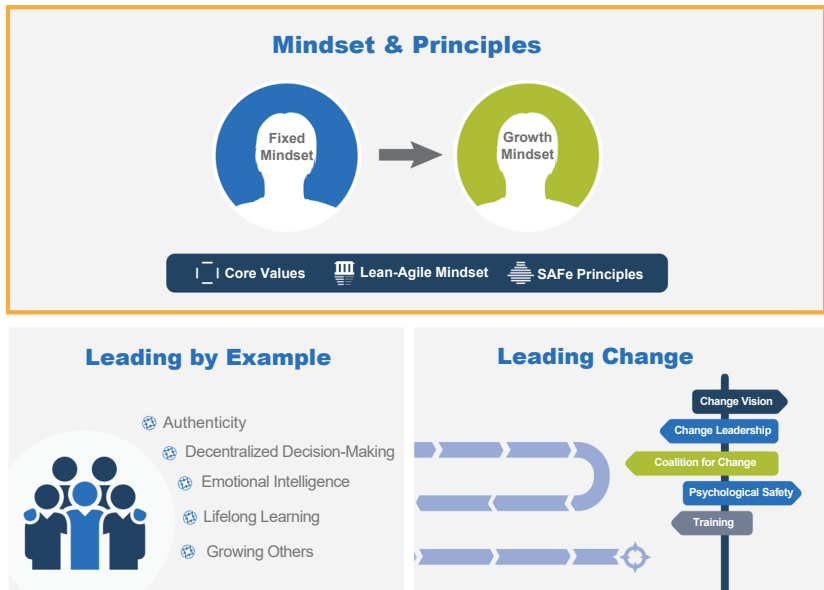 Mindset & Principles
Fixed
Mindset
Growth
Mindset
Core Values
Lean-Agile Mindset
SAFe Principles
Leading by Example
Authenticity
Decentralized Decision-Making
Emotional Intelligence
Lifelong Learning
Growing Others
Leading Change
Change Vision
Change Leadership
Coalition for Change
Psychological Safety
Training